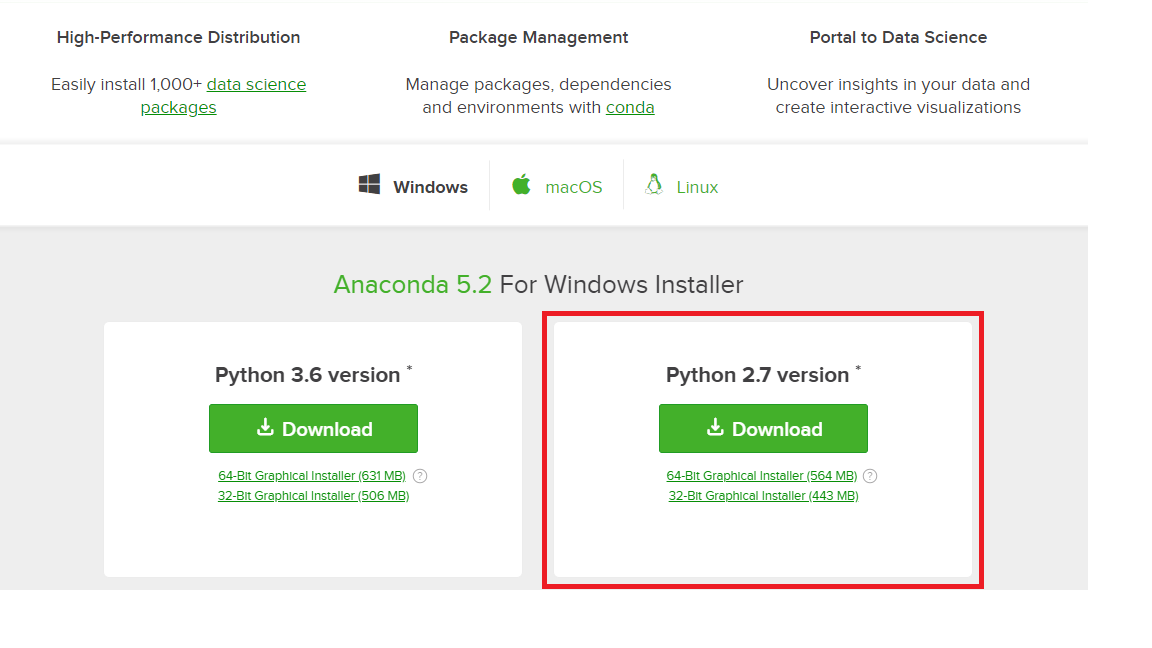 High-Performance Distribution
Easily install 1,000+ data science
packages
Package Management
Manage packages, dependencies
and environments with conda
Portal to Data Science
Uncover insights in your data and
create interactive visualizations
Windows
macOS
Linux
Anaconda 5.2 For Windows Installer
Python 3.6 version *
Download
64-Bit Graphical Installer (631 MB) ?
32-Bit Graphical Installer (506 MB)
Python 2.7 version *
Download
64-Bit Graphical Installer (564 MB) ?
32-Bit Graphical Installer (443 MB)